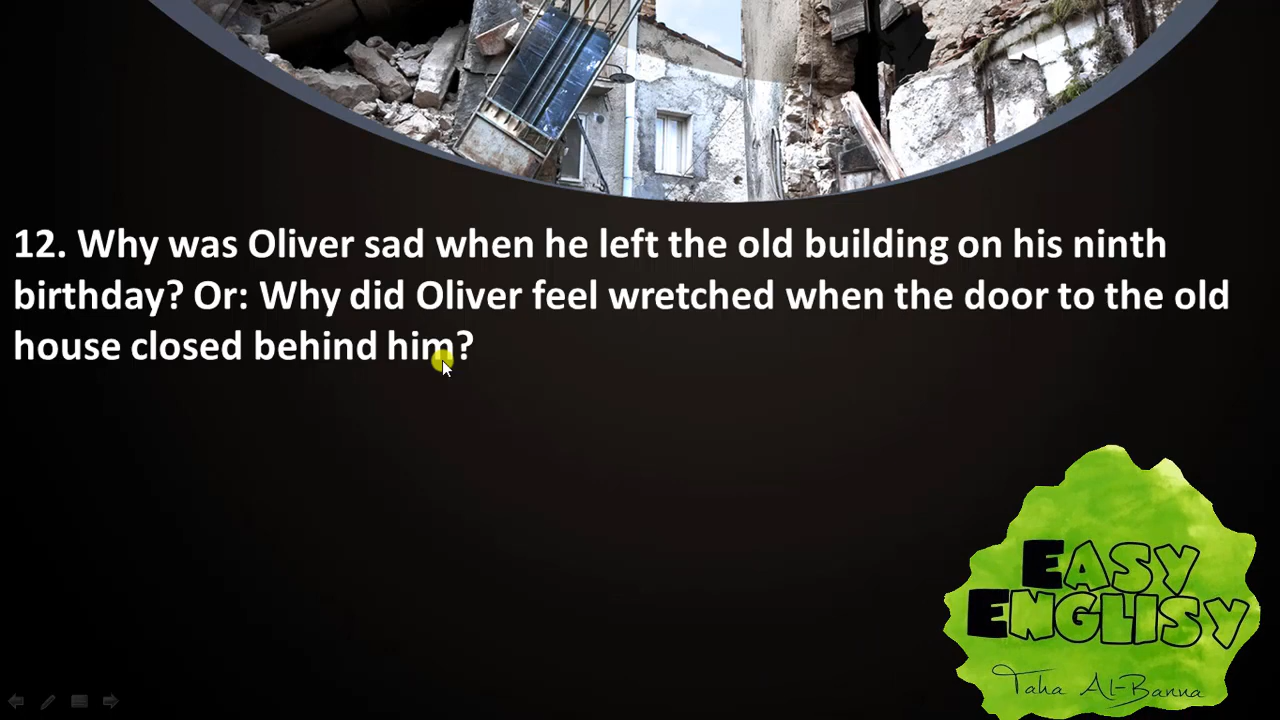 12. Why was Oliver sad when he left the old building on his ninth
birthday? Or: Why did Oliver feel wretched when the door to the old
house closed behind him?
EASY
ENGLISY
Taha Al-Banna